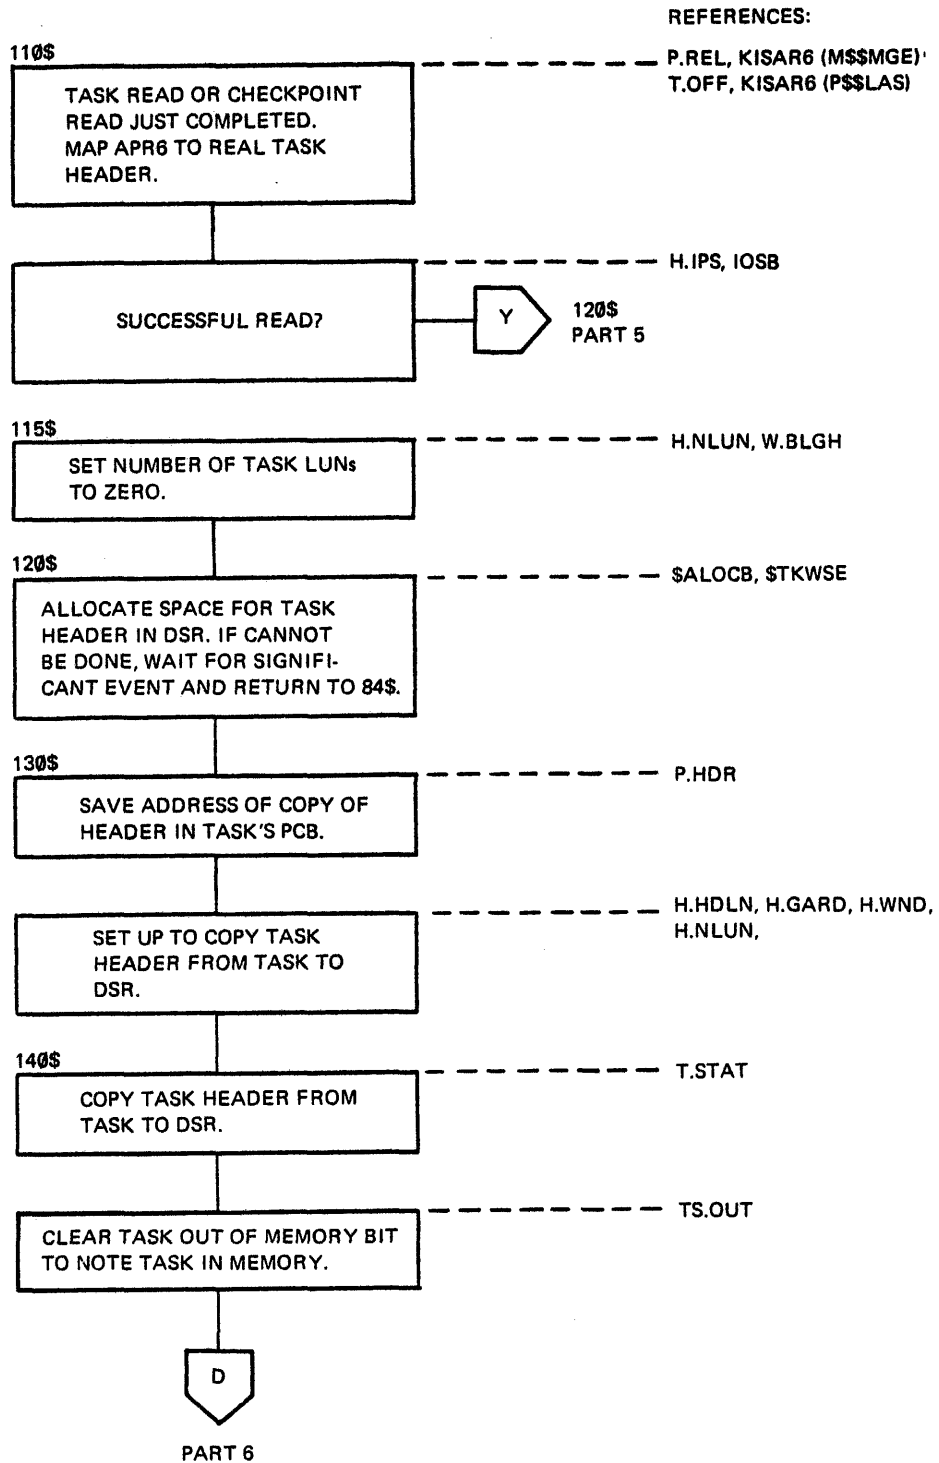 REFERENCES:
110$
P.REL, KISAR6 (M$$MGE)
T.OFF, KISAR6 (P$$LAS)
TASK READ OR CHECKPOINT
READ JUST COMPLETED.
MAP APR6 TO REAL TASK
HEADER.
H.IPS, IOSB
SUCCESSFUL READ?
Y
120$
PART 5
115$
H.NLUN, W.BLGH
SET NUMBER OF TASK LUNs
TO ZERO.
120$
$ALOCB, $TKWSE
ALLOCATE SPACE FOR TASK
HEADER IN DSR. IF CANNOT
BE DONE, WAIT FOR SIGNIFI-
CANT EVENT AND RETURN TO 84$.
130$
P.HDR
SAVE ADDRESS OF COPY OF
HEADER IN TASK'S PCB.
H.HDLN, H.GARD, H.WND,
H.NLUN,
SET UP TO COPY TASK
HEADER FROM TASK TO
DSR.
140$
T.STAT
COPY TASK HEADER FROM
TASK TO DSR.
TS.OUT
CLEAR TASK OUT OF MEMORY BIT
TO NOTE TASK IN MEMORY.
D
PART 6